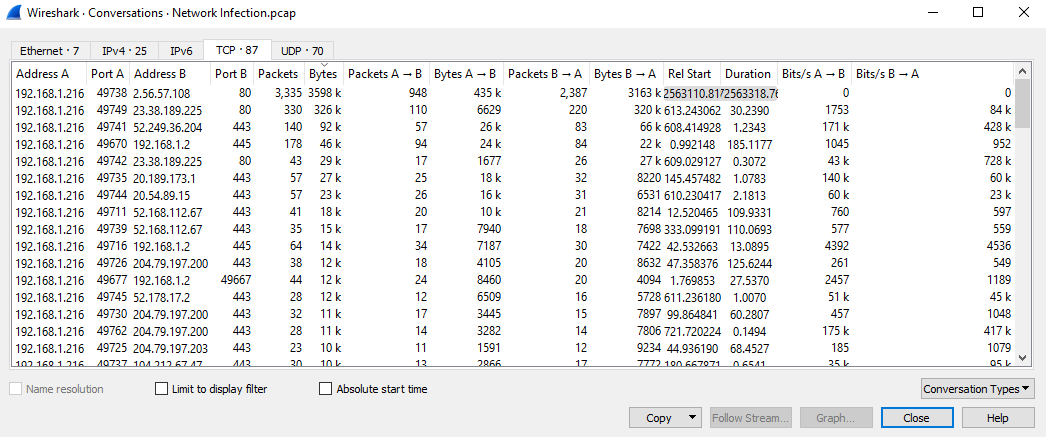 Wireshark · Conversations · Network Infection.pcap
Ethernet · 7 IPv4 · 25 IPv6 TCP · 87 UDP · 70
Address A Port A Address B Port B Packets Bytes Packets A → B Bytes A → B Packets B → A Bytes B → A Rel Start Duration Bits/s A → B Bits/s B → A
192.168.1.216 49738 2.56.57.108 80 3,335 3598 k 948 435 k 2,387 3163 k 2563110.81 2563318.76 0 0
192.168.1.216 49749 23.38.189.225 80 330 326 k 110 6629 220 320 k 613.243062 30.2390 1753 84 k
192.168.1.216 49741 52.249.36.204 443 140 92 k 57 26 k 83 66 k 608.414928 1.2343 171 k 428 k
192.168.1.216 49670 192.168.1.2 445 178 46 k 94 24 k 84 22 k 0.992148 185.1177 1045 952
192.168.1.216 49742 23.38.189.225 80 43 29 k 17 1677 26 27 k 609.029127 0.3072 43 k 728 k
192.168.1.216 49735 20.189.173.1 443 57 27 k 25 18 k 32 8220 145.457482 1.0783 140 k 60 k
192.168.1.216 49744 20.54.89.15 443 57 23 k 26 16 k 31 6531 610.230417 2.1813 60 k 23 k
192.168.1.216 49711 52.168.112.67 443 41 18 k 20 10 k 21 8214 12.520465 109.9331 760 597
192.168.1.216 49739 52.168.112.67 443 35 15 k 17 7940 18 7698 333.099191 110.0693 577 559
192.168.1.216 49716 192.168.1.2 445 64 14 k 34 7187 30 7422 42.532663 13.0895 4392 4536
192.168.1.216 49726 204.79.197.200 443 38 12 k 18 4105 20 8632 47.358376 125.6244 261 549
192.168.1.216 49677 192.168.1.2 49667 44 12 k 24 8460 20 4094 1.769853 27.5370 2457 1189
192.168.1.216 49745 52.178.17.2 443 28 12 k 12 6509 16 5728 611.236180 1.0070 51 k 45 k
192.168.1.216 49730 204.79.197.200 443 32 11 k 17 3445 15 7897 99.864841 60.2807 457 1048
192.168.1.216 49762 204.79.197.200 443 28 11 k 14 3282 14 7806 721.720224 0.1494 175 k 417 k
192.168.1.216 49725 204.79.197.203 443 23 10 k 11 1591 12 9234 44.936190 68.4527 185 1079
192.168.1.216 49737 104.212.67.47 443 30 10 k 13 2866 17 7772 180.667871 0.6541 35 k 95 k
Name resolution Limit to display filter Absolute start time Conversation Types
Copy Follow Stream... Graph... Close Help